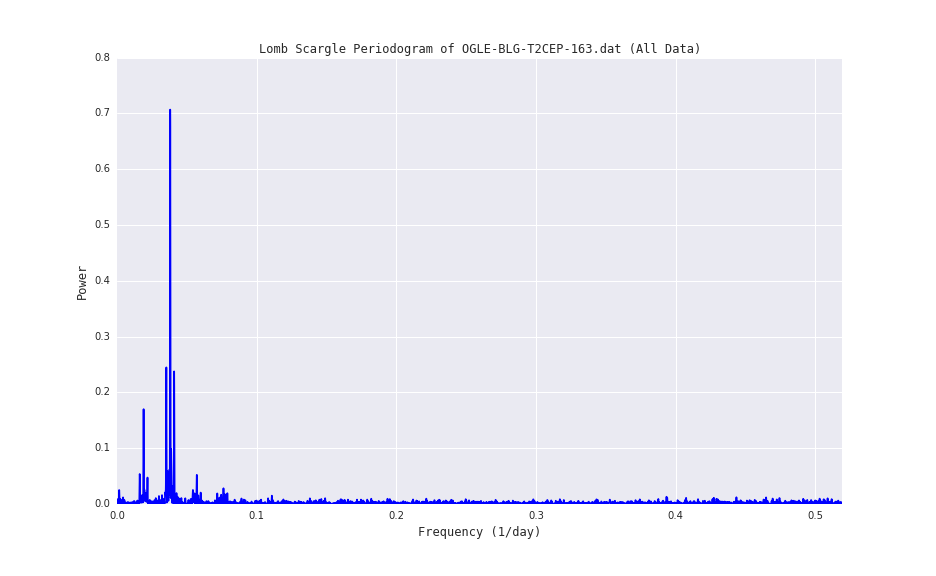 Lomb Scargle Periodogram of OGLE-BLG-T2CEP-163.dat (All Data)
0.8
0.7
0.6
0.5
0.4
0.3
0.2
0.1
0.0
Power
0.0 0.1 0.2 0.3 0.4 0.5
Frequency (1/day)